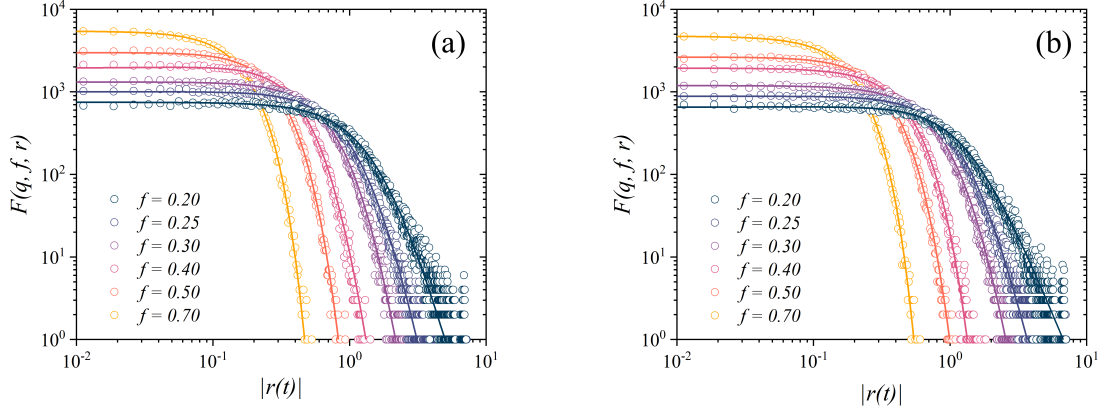 (a)
10^4
10^3
10^2
10^1
10^0
F(q, f, r)
f = 0.20
f = 0.25
f = 0.30
f = 0.40
f = 0.50
f = 0.70
10^-2
10^-1
10^0
10^1
|r(t)|
(b)
10^4
10^3
10^2
10^1
10^0
F(q, f, r)
f = 0.20
f = 0.25
f = 0.30
f = 0.40
f = 0.50
f = 0.70
10^-2
10^-1
10^0
10^1
|r(t)|